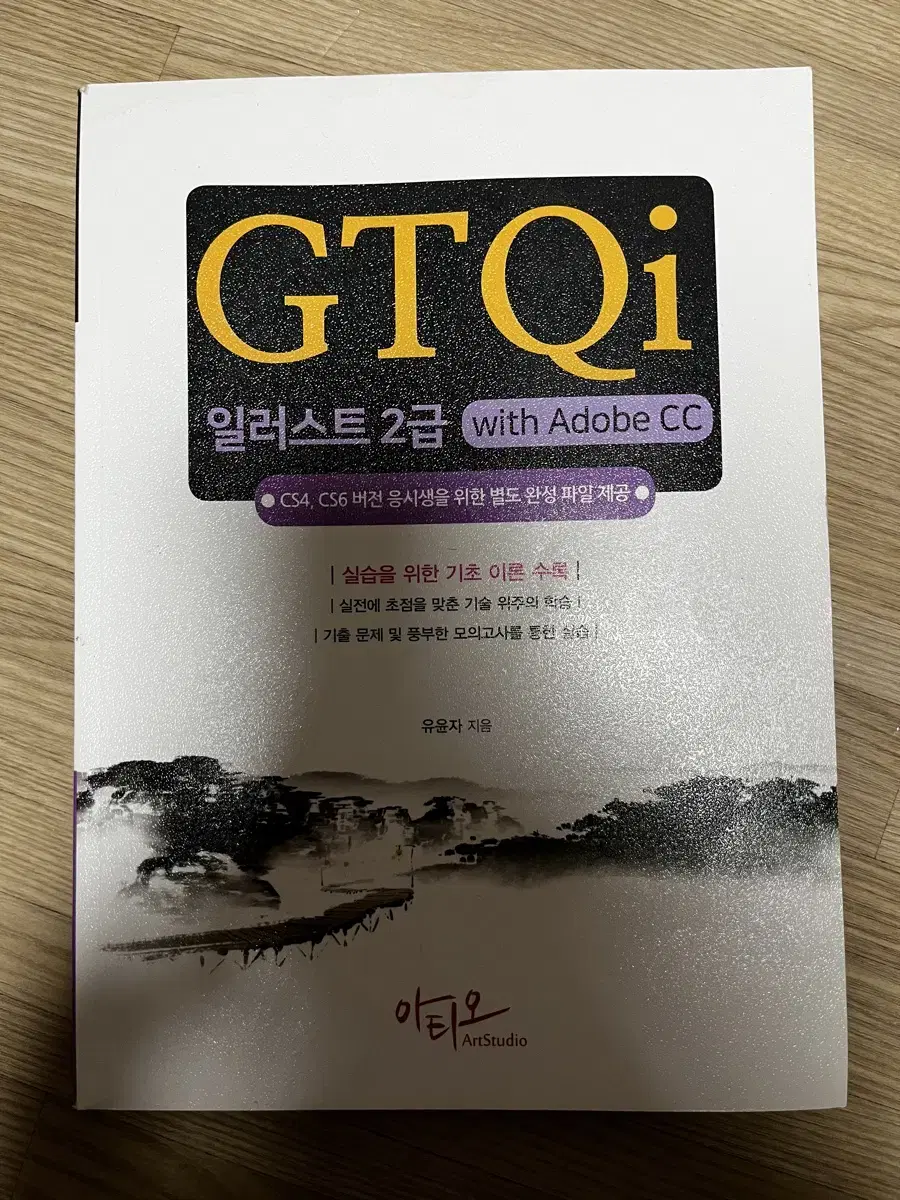 GTQi
일러스트 2급 with Adobe CC
• CS4, CS6 버전 응시생을 위한 별도 완성 파일 제공 •
| 실습을 위한 기초 이론 수록 |
| 실전에 초점을 맞춘 기술 위주의 학습 |
| 기출 문제 및 풍부한 모의고사를 통한 실습 |
유윤자 지음
아티오
ArtStudio